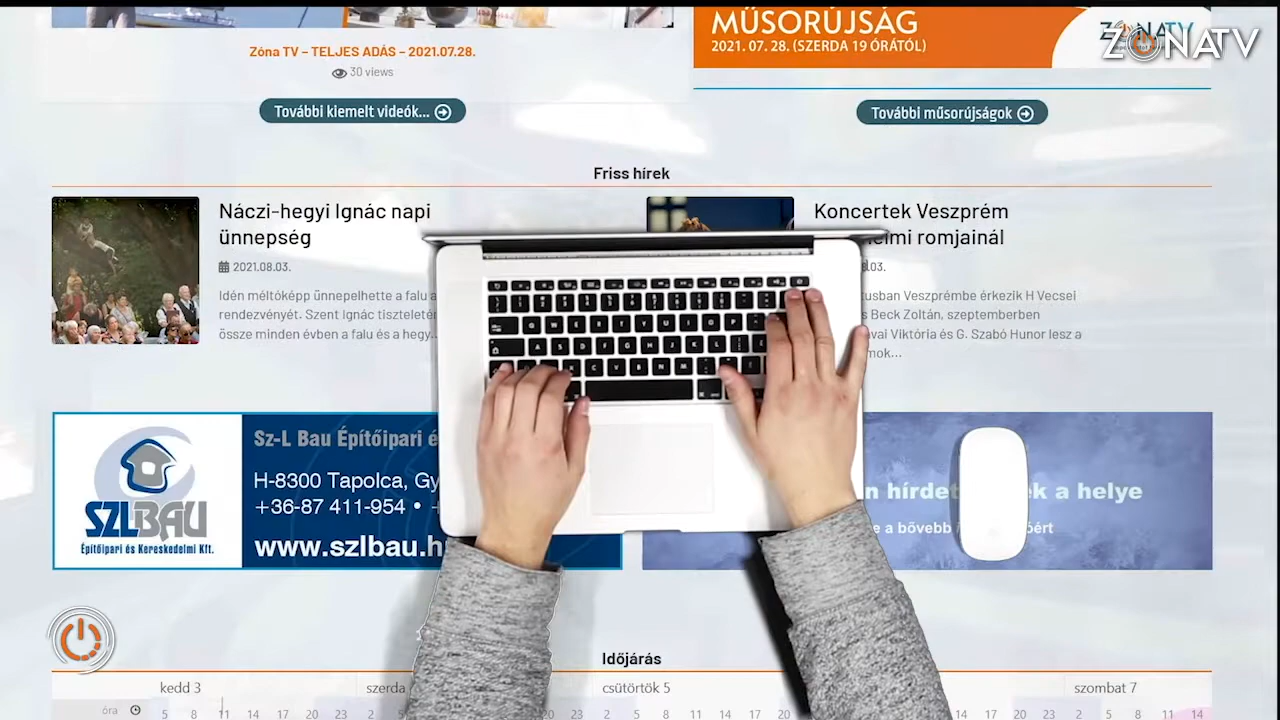 MŰSORÚJSÁG
2021. 07. 28. (SZERDA 19 ÓRÁTÓL)
ZÓNATV
Zóna TV – TELJES ADÁS – 2021.07.28.
30 views
További kiemelt videók...
További műsorújságok
Friss hírek
Náczi-hegyi Ignác napi
ünnepség
2021.08.03.
Idén méltóképp ünnepelhette a falu a
rendezvényét. Szent Ignác tiszteletér
össze minden évben a falu és a hegy..
Koncertek Veszprém
romjainál
03.
Veszprémbe érkezik H Vecsei
Beck Zoltán, szeptemberben
Viktória és G. Szabó Hunor lesz a
SZLBAU
Építőipari és Kereskedelmi Kft.
Sz-L Bau Építőipari é
H-8300 Tapolca, Gy
+36-87 411-954 •
www.szlbau.h
a helye
a bővebb
Időjárás
kedd 3
szerda
csütörtök 5
szombat 7
óra 5 8 11 14 17 20 23 2 20 23 2 5 8 11 14 17 20 14 17 20 23 2 5 8 11 14